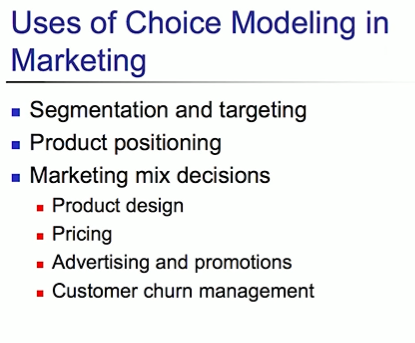 Uses of Choice Modeling in
Marketing
Segmentation and targeting
Product positioning
Marketing mix decisions
Product design
Pricing
Advertising and promotions
Customer churn management